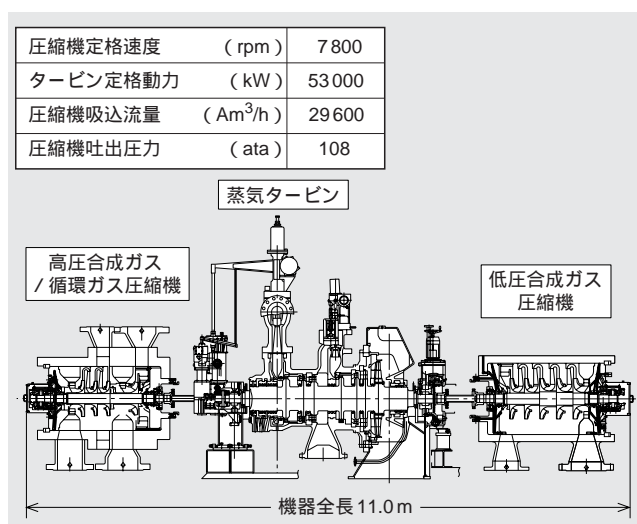 圧縮機定格速度 (rpm) 7800
タービン定格動力 (kW) 53000
圧縮機吸込流量 (Am³/h) 29600
圧縮機吐出圧力 (ata) 108
蒸気タービン
高圧合成ガス
/循環ガス圧縮機
低圧合成ガス
圧縮機
機器全長11.0m